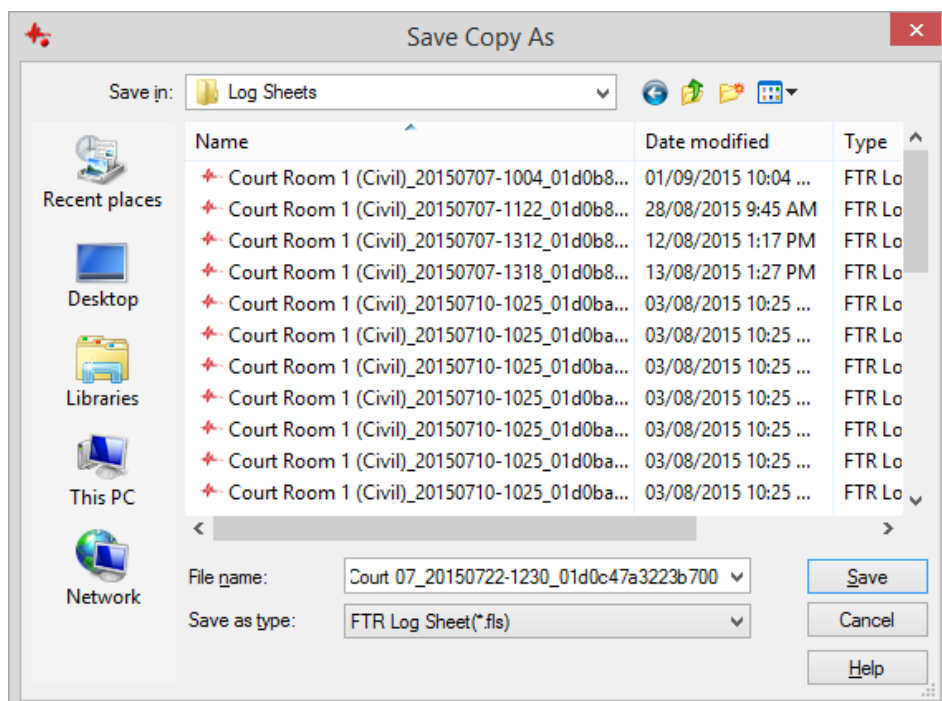 Save Copy As
Save in: Log Sheets
Name Date modified Type
Court Room 1 (Civil)_20150707-1004_01d0b8... 01/09/2015 10:04 ... FTR Lo
Court Room 1 (Civil)_20150707-1122_01d0b8... 28/08/2015 9:45 AM FTR Lo
Court Room 1 (Civil)_20150707-1312_01d0b8... 12/08/2015 1:17 PM FTR Lo
Court Room 1 (Civil)_20150707-1318_01d0b8... 13/08/2015 1:27 PM FTR Lo
Court Room 1 (Civil)_20150710-1025_01d0ba... 03/08/2015 10:25 ... FTR Lo
Court Room 1 (Civil)_20150710-1025_01d0ba... 03/08/2015 10:25 ... FTR Lo
Court Room 1 (Civil)_20150710-1025_01d0ba... 03/08/2015 10:25 ... FTR Lo
Court Room 1 (Civil)_20150710-1025_01d0ba... 03/08/2015 10:25 ... FTR Lo
Court Room 1 (Civil)_20150710-1025_01d0ba... 03/08/2015 10:25 ... FTR Lo
Court Room 1 (Civil)_20150710-1025_01d0ba... 03/08/2015 10:25 ... FTR Lo
Court Room 1 (Civil)_20150710-1025_01d0ba... 03/08/2015 10:25 ... FTR Lo
Recent places
Desktop
Libraries
This PC
Network
File name: Court 07_20150722-1230_01d0c47a3223b700 Save
Save as type: FTR Log Sheet(*.fls) Cancel
Help